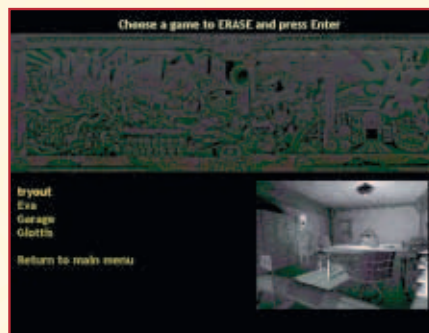 Choose a game to ERASE and press Enter
tryout
Eva
Garage
Glottis
Return to main menu